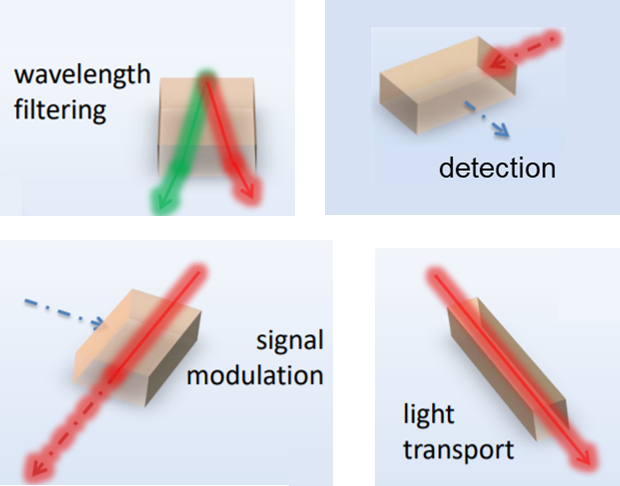 wavelength
filtering
detection
signal
modulation
light
transport